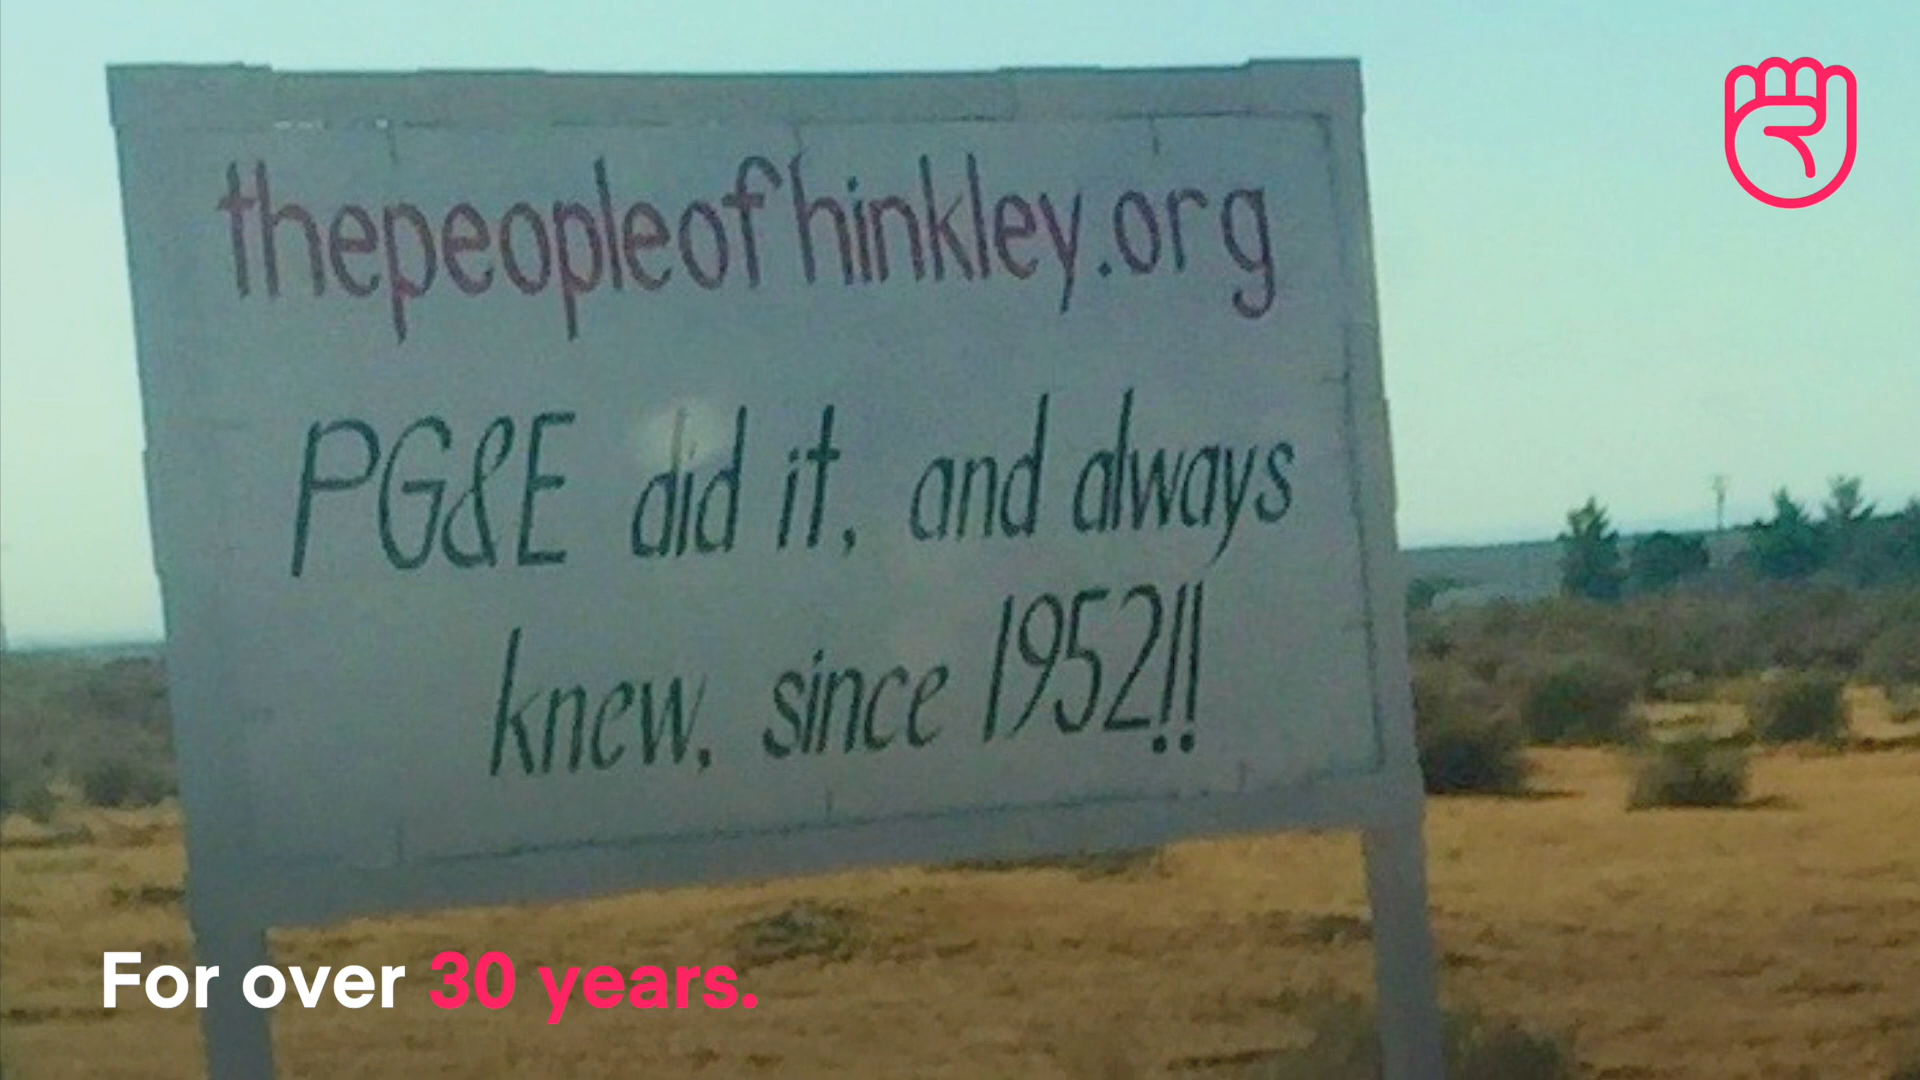 thepeopleofhinkley.org
PG&E did it, and always
knew, since 1952!!
For over 30 years.